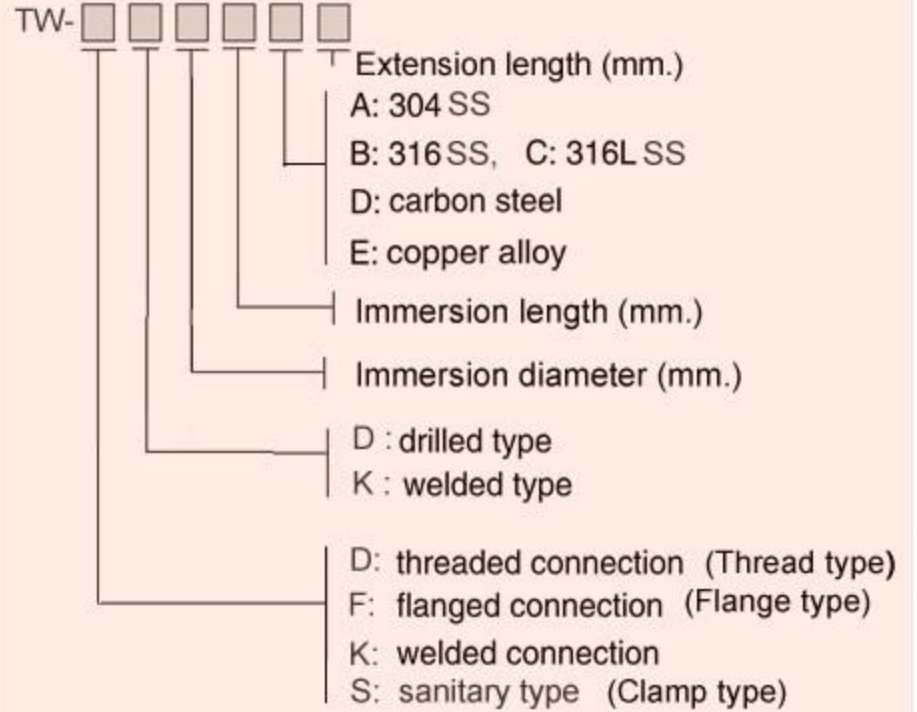 TW-
Extension length (mm.)
A: 304 SS
B: 316 SS, C: 316L SS
D: carbon steel
E: copper alloy
Immersion length (mm.)
Immersion diameter (mm.)
D : drilled type
K : welded type
D: threaded connection (Thread type)
F: flanged connection (Flange type)
K: welded connection
S: sanitary type (Clamp type)